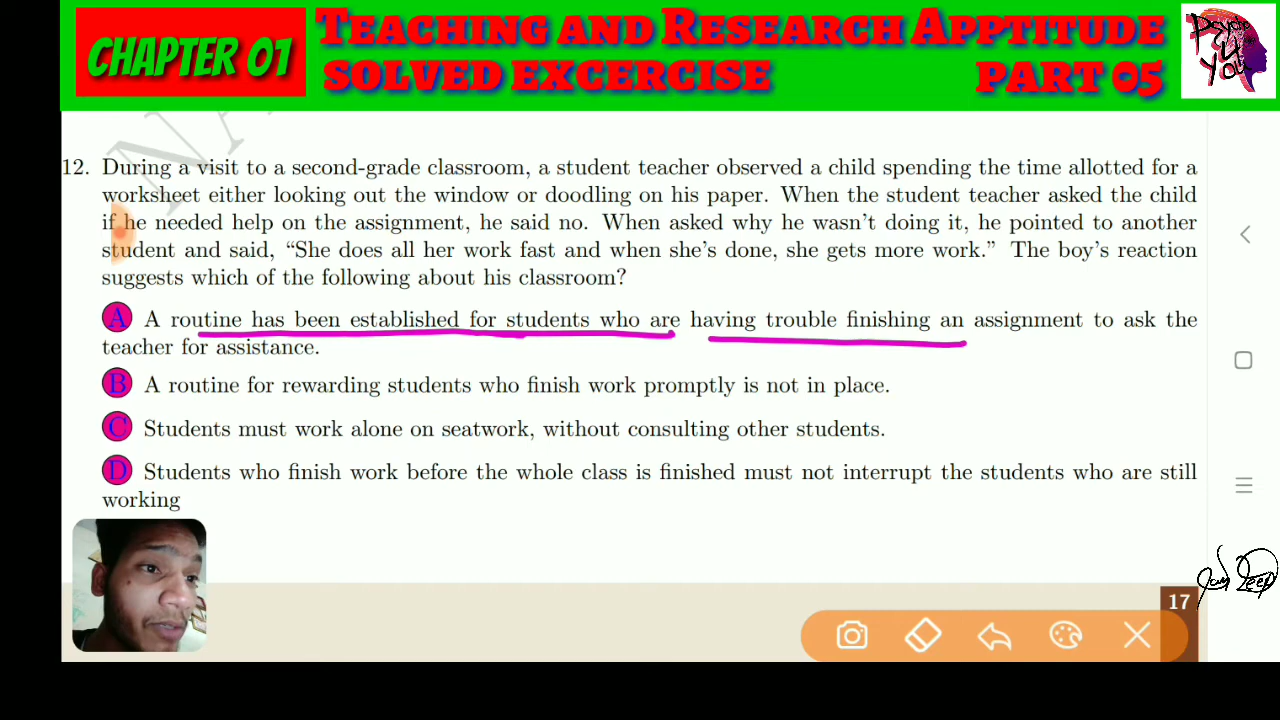 CHAPTER 01
TEACHING AND RESEARCH APPTITUDE
SOLVED EXCERCISE PART 05
Psycho
4
You
NA
12. During a visit to a second-grade classroom, a student teacher observed a child spending the time allotted for a
worksheet either looking out the window or doodling on his paper. When the student teacher asked the child
if he needed help on the assignment, he said no. When asked why he wasn't doing it, he pointed to another
student and said, “She does all her work fast and when she's done, she gets more work.” The boy's reaction
suggests which of the following about his classroom?
A A routine has been established for students who are having trouble finishing an assignment to ask the
teacher for assistance.
B A routine for rewarding students who finish work promptly is not in place.
C Students must work alone on seatwork, without consulting other students.
D Students who finish work before the whole class is finished must not interrupt the students who are still
working
17